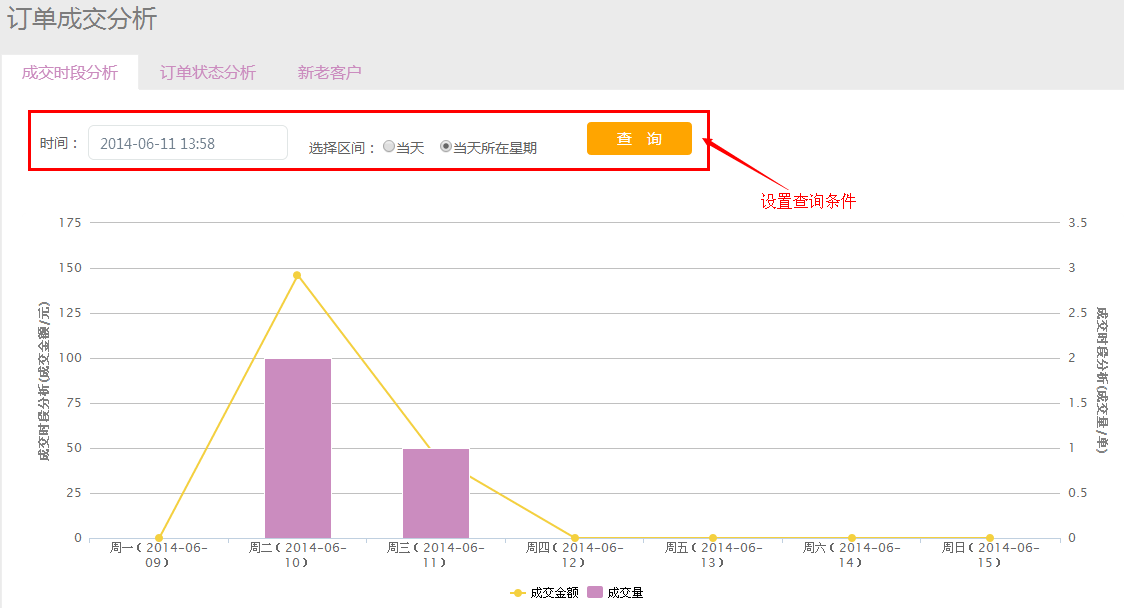 订单成交分析
成交时段分析 订单状态分析 新老客户
时间： 2014-06-11 13:58 选择区间： 当天 当天所在星期 查 询
设置查询条件
175 3.5
150 3
125 2.5
100 2
75 1.5
50 1
25 0.5
0 0
成交时段分析(成交金额/元)
成交时段分析(成交量/单)
周一（2014-06-
09）
周二（2014-06-
10）
周三（2014-06-
11）
周四（2014-06-
12）
周五（2014-06-
13）
周六（2014-06-
14）
周日（2014-06-
15）
成交金额 成交量